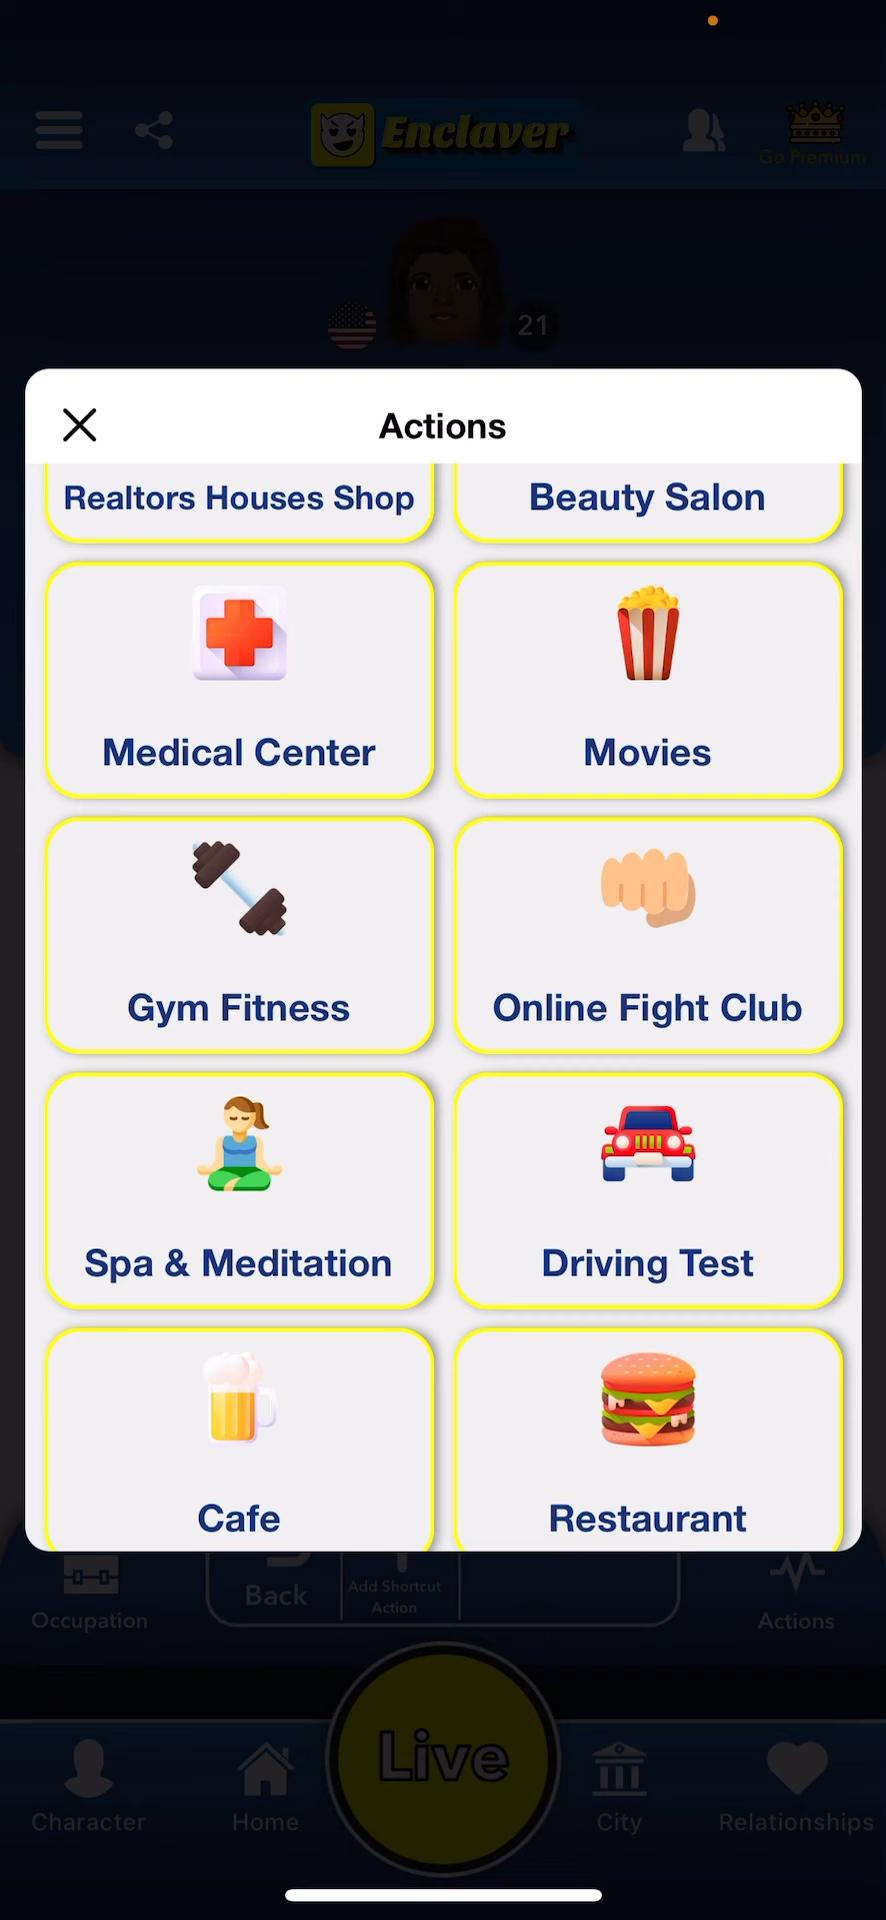 Enclaver
Go Premium
21
Actions
Realtors Houses Shop
Beauty Salon
Medical Center
Movies
Gym Fitness
Online Fight Club
Spa & Meditation
Driving Test
Cafe
Restaurant
Occupation
Back
Add Shortcut
Action
Actions
Live
Character
Home
City
Relationships